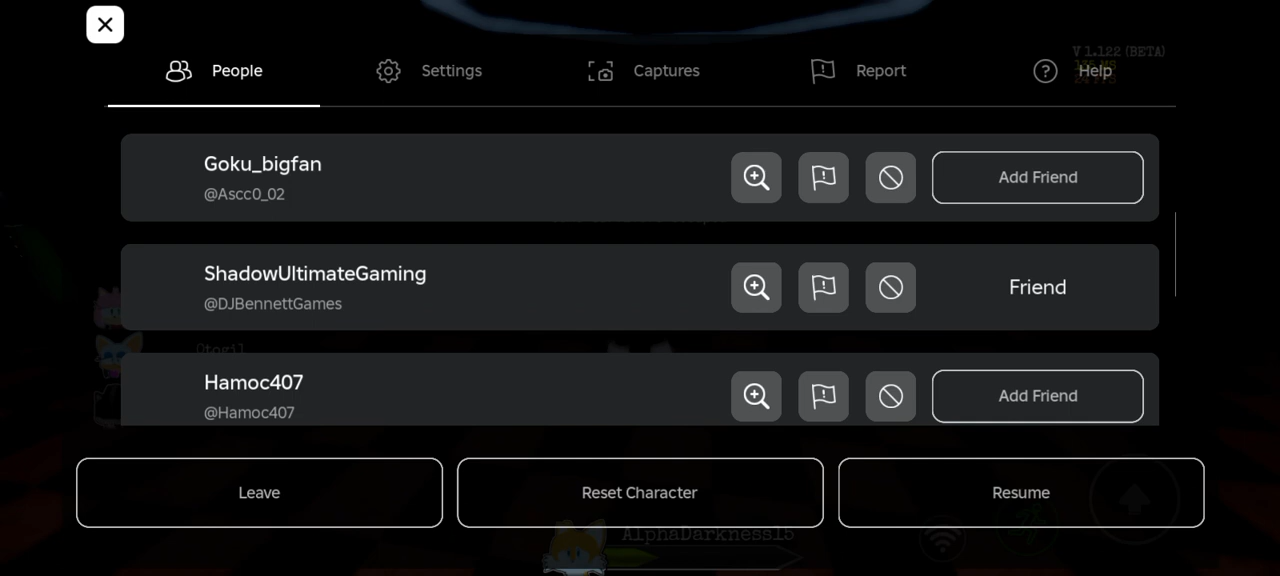 V 1.122 (BETA)
People
Settings
Captures
Report
Help
Goku_bigfan
@Ascc0_02
Add Friend
ShadowUltimateGaming
@DJBennettGames
Friend
Otogil
Hamoc407
@Hamoc407
Add Friend
Leave
Reset Character
Resume
AlphaDarkness15